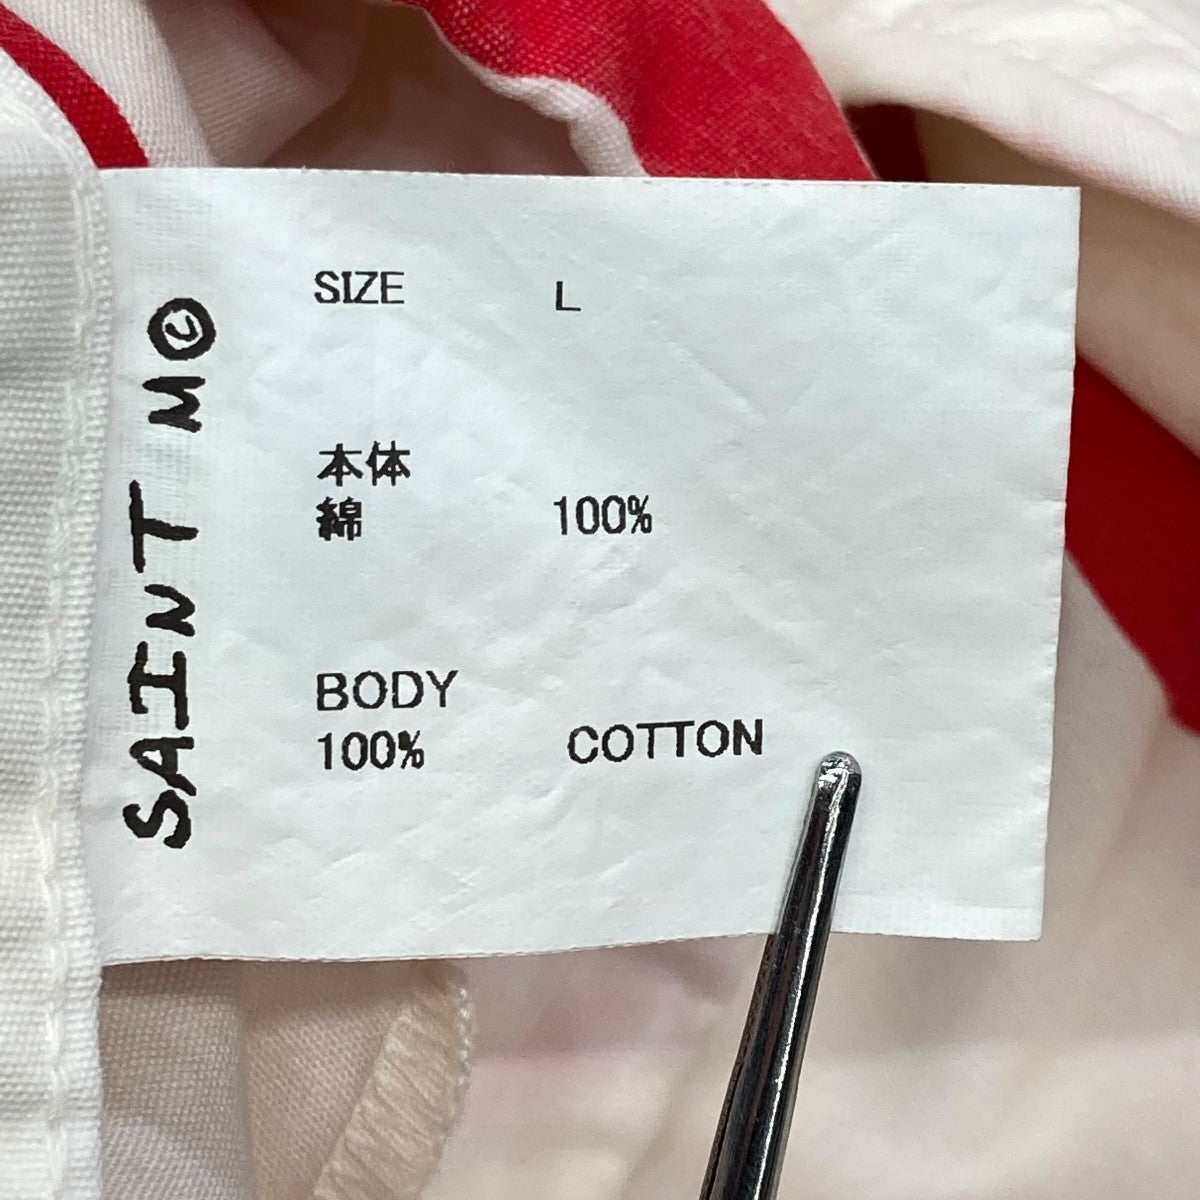 SAINT M©
SIZE L
本体
綿 100%
BODY
100% COTTON